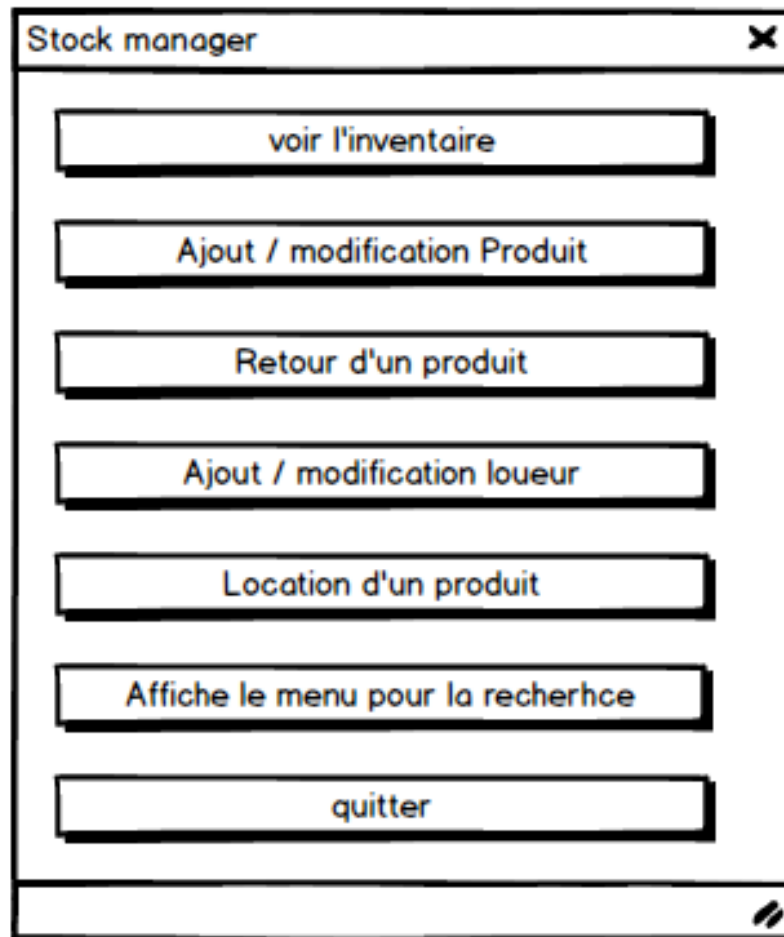 Stock manager
voir l'inventaire
Ajout / modification Produit
Retour d'un produit
Ajout / modification loueur
Location d'un produit
Affiche le menu pour la recherhce
quitter